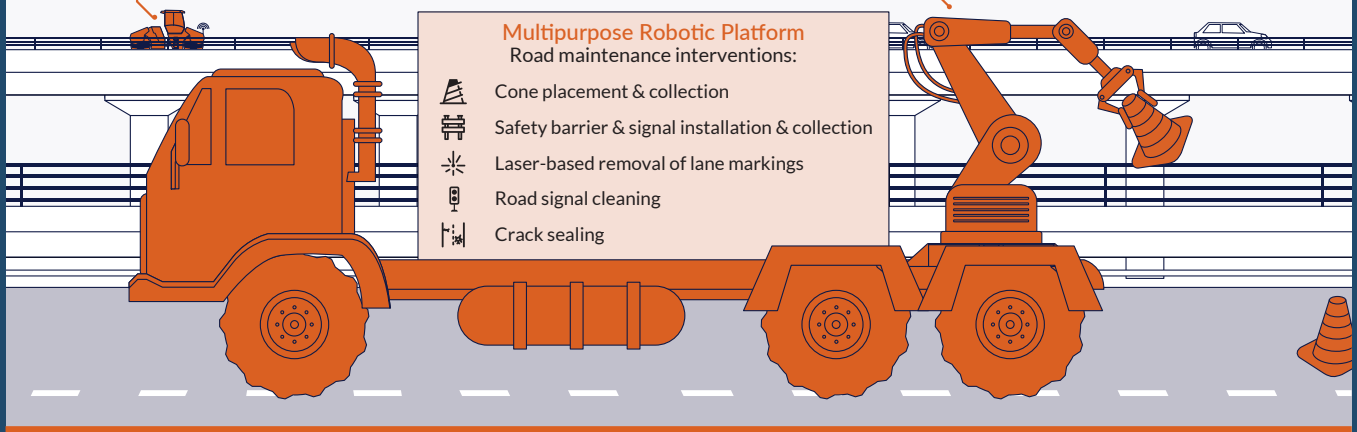 Multipurpose Robotic Platform
Road maintenance interventions:
Cone placement & collection
Safety barrier & signal installation & collection
Laser-based removal of lane markings
Road signal cleaning
Crack sealing